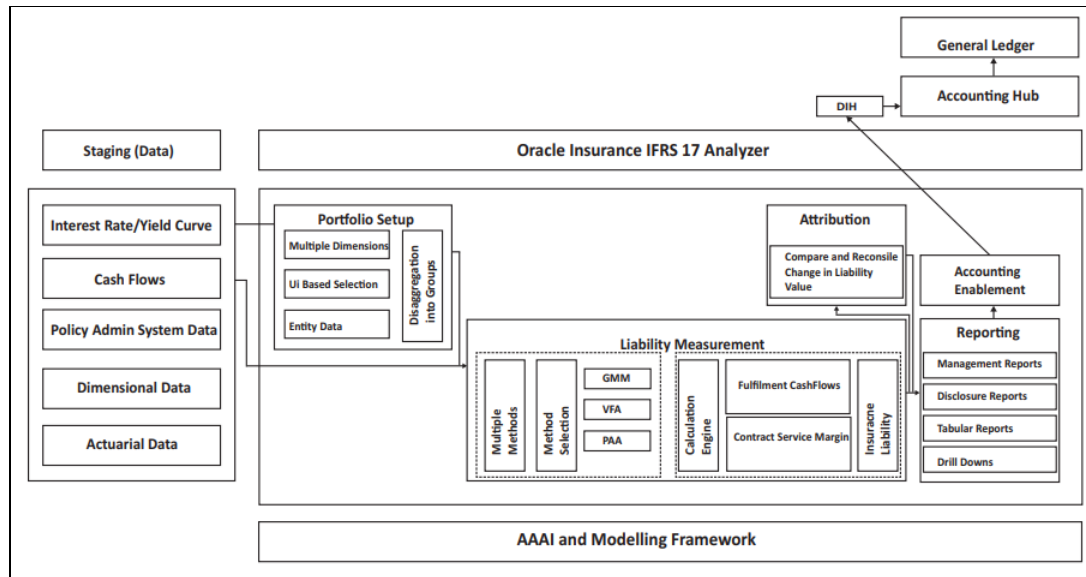 General Ledger
Accounting Hub
DIH
Staging (Data)
Oracle Insurance IFRS 17 Analyzer
Interest Rate/Yield Curve
Cash Flows
Policy Admin System Data
Dimensional Data
Actuarial Data
Portfolio Setup
Multiple Dimensions
Ui Based Selection
Entity Data
Disaggregation
into Groups
Attribution
Compare and Reconcile
Change in Liability
Value
Accounting
Enablement
Liability Measurement
Multiple
Methods
Method
Selection
GMM
VFA
PAA
Calculation
Engine
Fulfilment CashFlows
Contract Service Margin
Insuracne
Liability
Reporting
Management Reports
Disclosure Reports
Tabular Reports
Drill Downs
AAAI and Modelling Framework